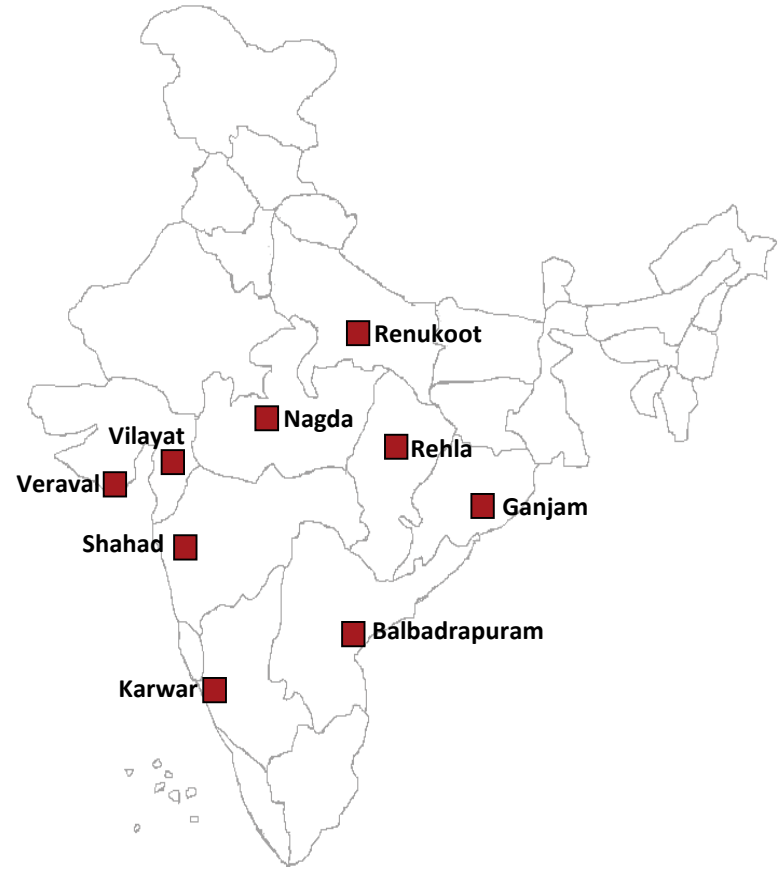 Renukoot
Nagda
Vilayat
Rehla
Veraval
Ganjam
Shahad
Balbadrapuram
Karwar